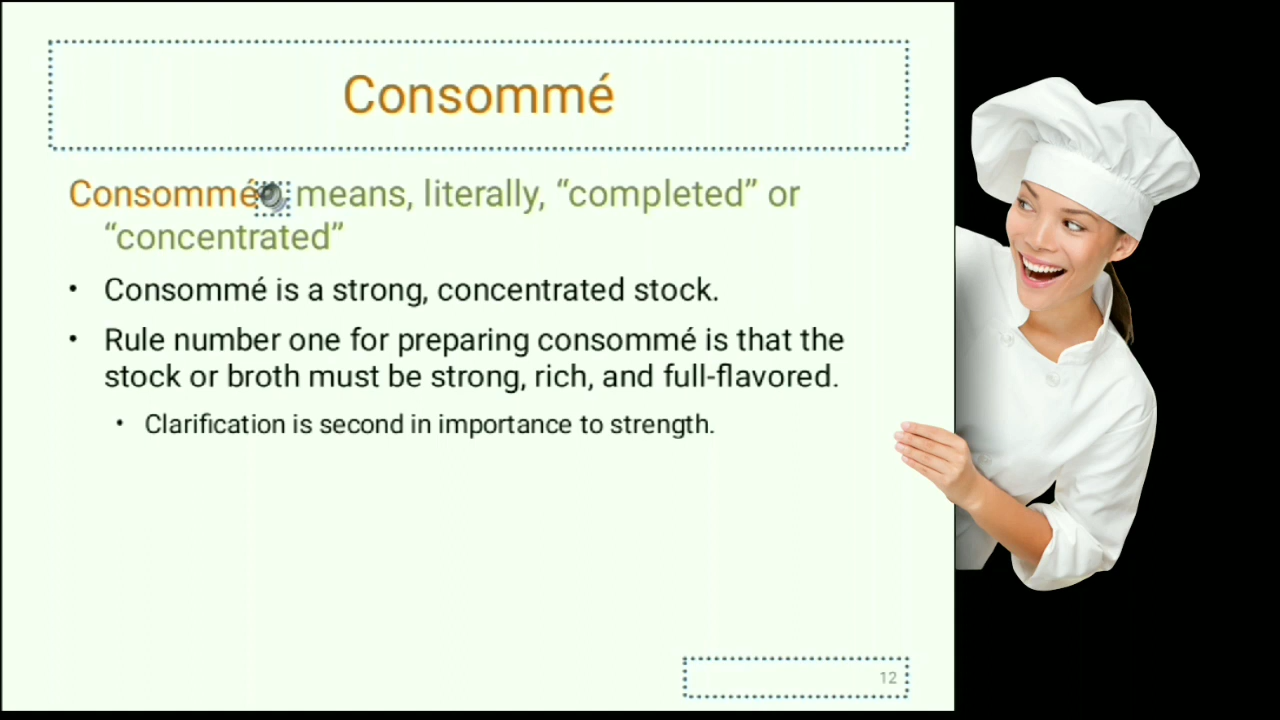 Consommé
Consommé means, literally, “completed” or
“concentrated”
• Consommé is a strong, concentrated stock.
• Rule number one for preparing consommé is that the
stock or broth must be strong, rich, and full-flavored.
• Clarification is second in importance to strength.
12